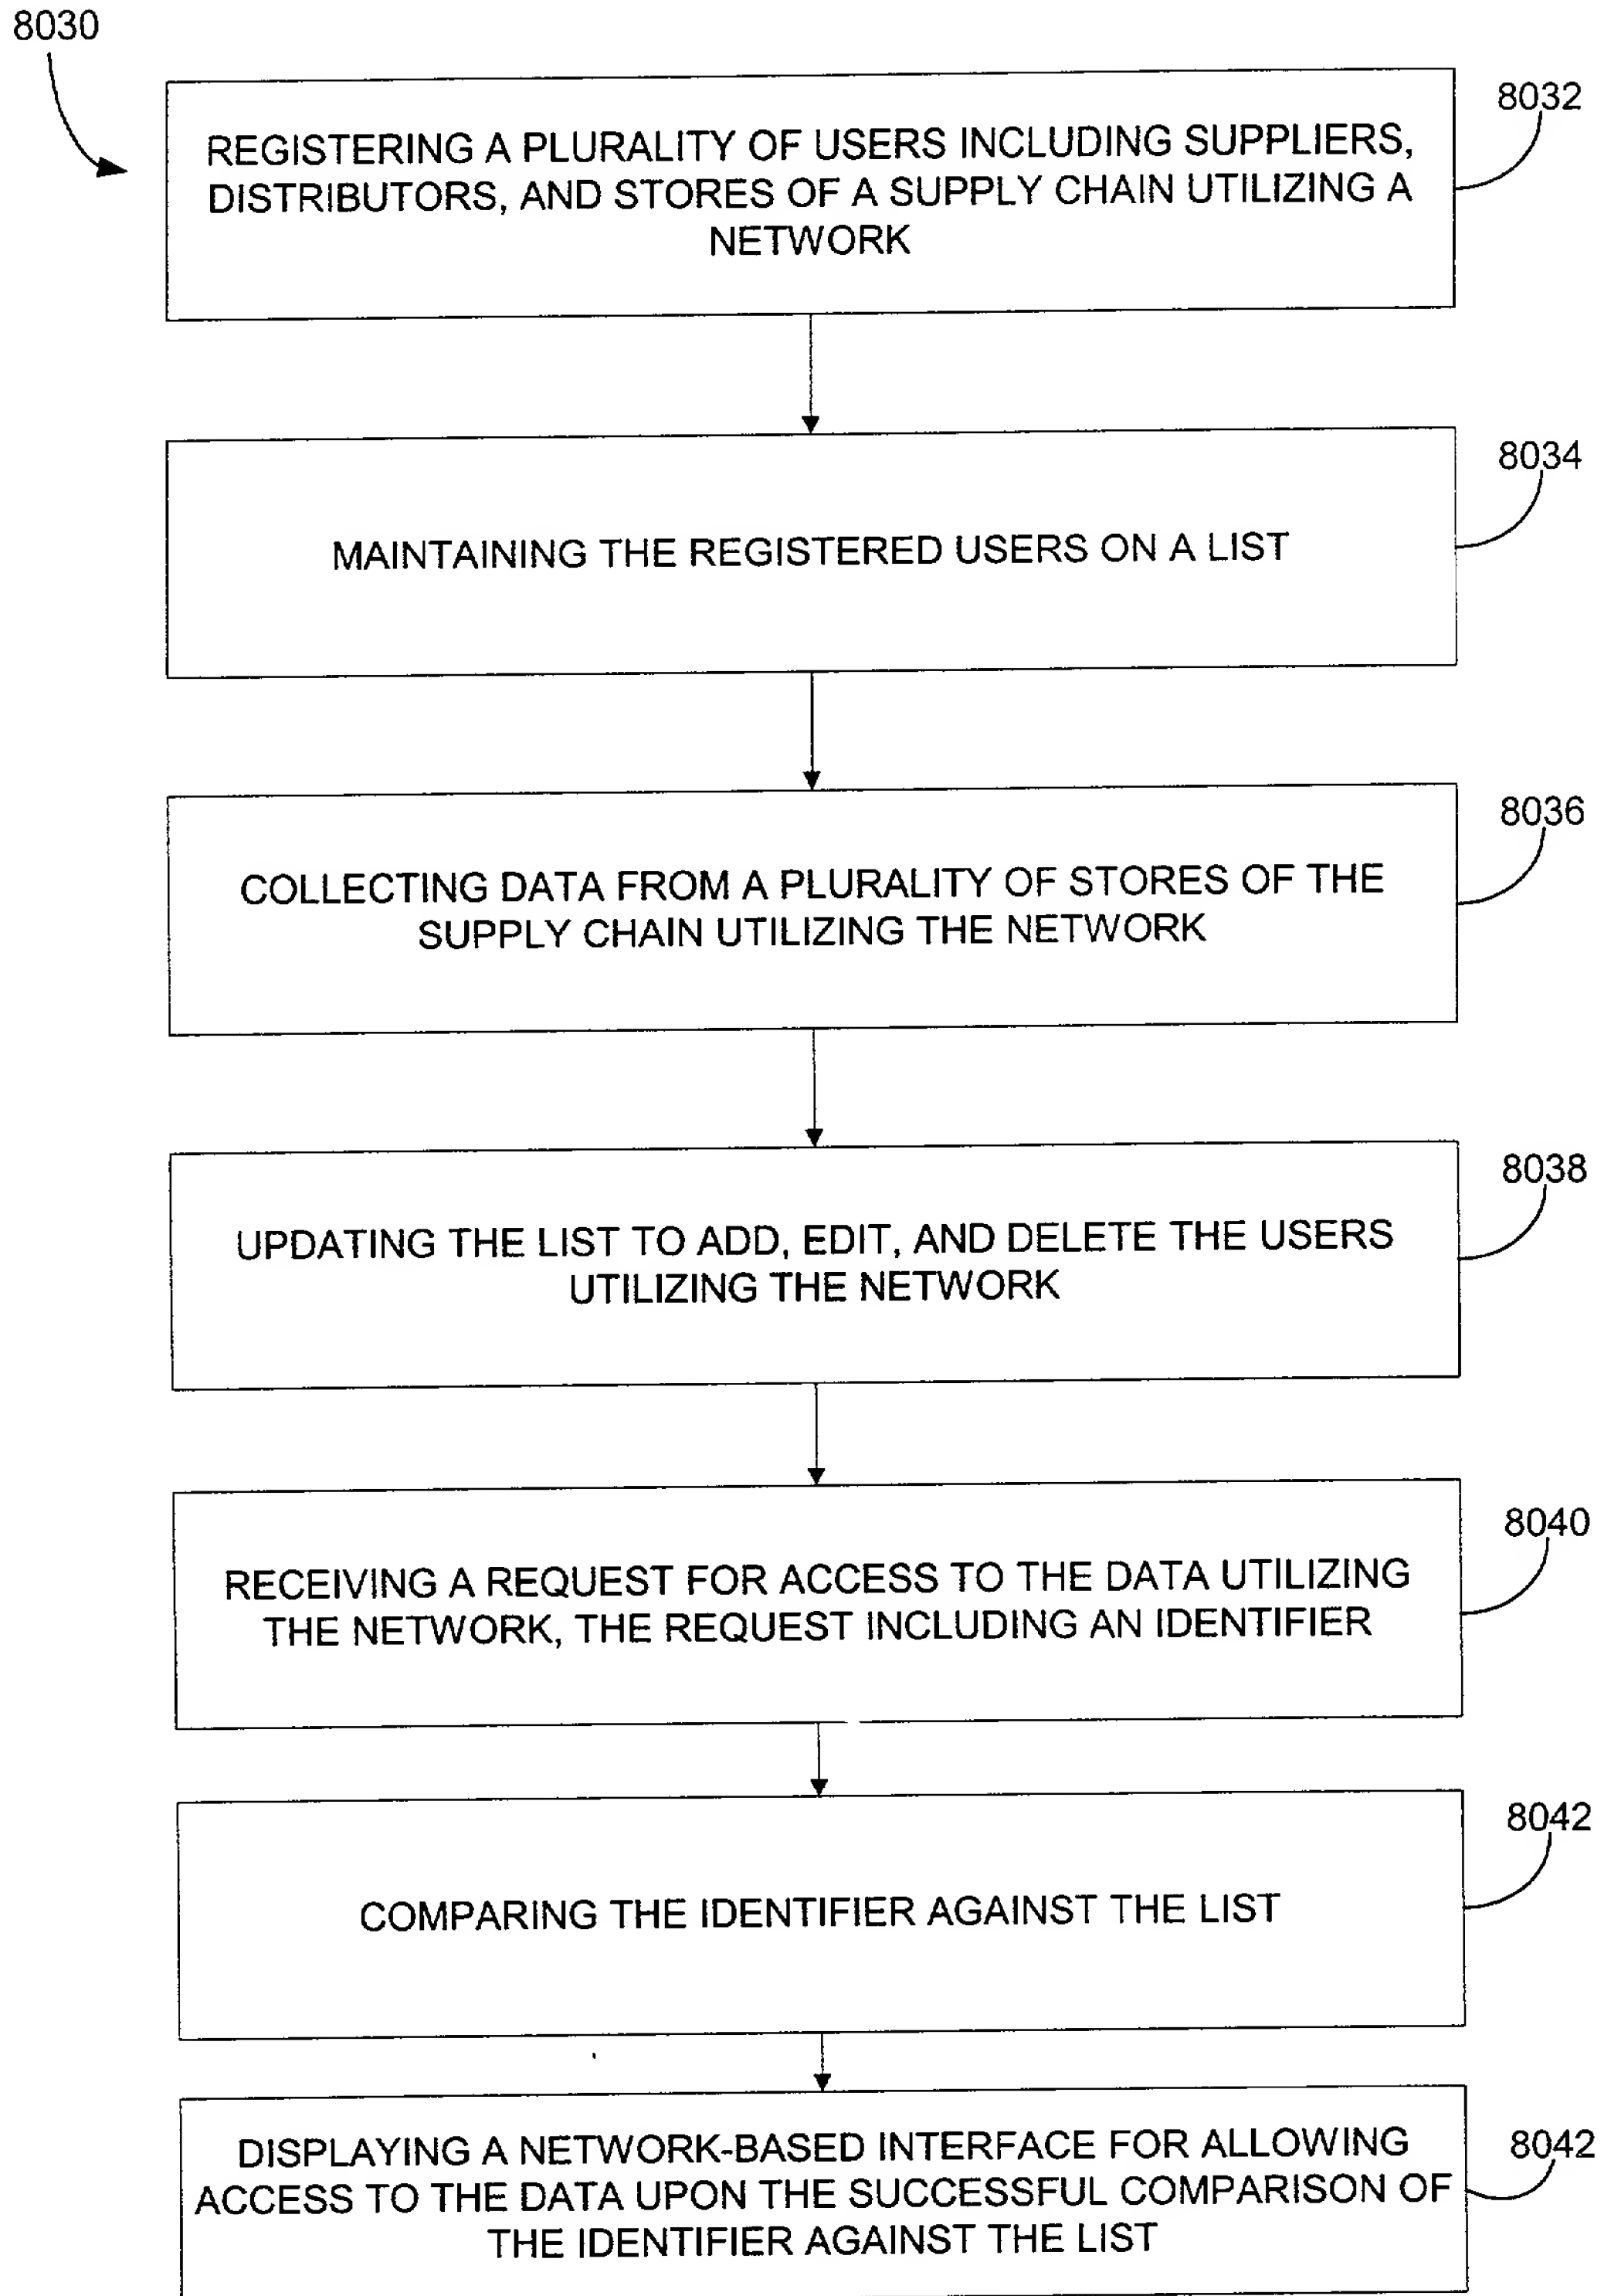 8030
8032
REGISTERING A PLURALITY OF USERS INCLUDING SUPPLIERS,
DISTRIBUTORS, AND STORES OF A SUPPLY CHAIN UTILIZING A
NETWORK
8034
MAINTAINING THE REGISTERED USERS ON A LIST
8036
COLLECTING DATA FROM A PLURALITY OF STORES OF THE
SUPPLY CHAIN UTILIZING THE NETWORK
8038
UPDATING THE LIST TO ADD, EDIT, AND DELETE THE USERS
UTILIZING THE NETWORK
8040
RECEIVING A REQUEST FOR ACCESS TO THE DATA UTILIZING
THE NETWORK, THE REQUEST INCLUDING AN IDENTIFIER
8042
COMPARING THE IDENTIFIER AGAINST THE LIST
8042
DISPLAYING A NETWORK-BASED INTERFACE FOR ALLOWING
ACCESS TO THE DATA UPON THE SUCCESSFUL COMPARISON OF
THE IDENTIFIER AGAINST THE LIST